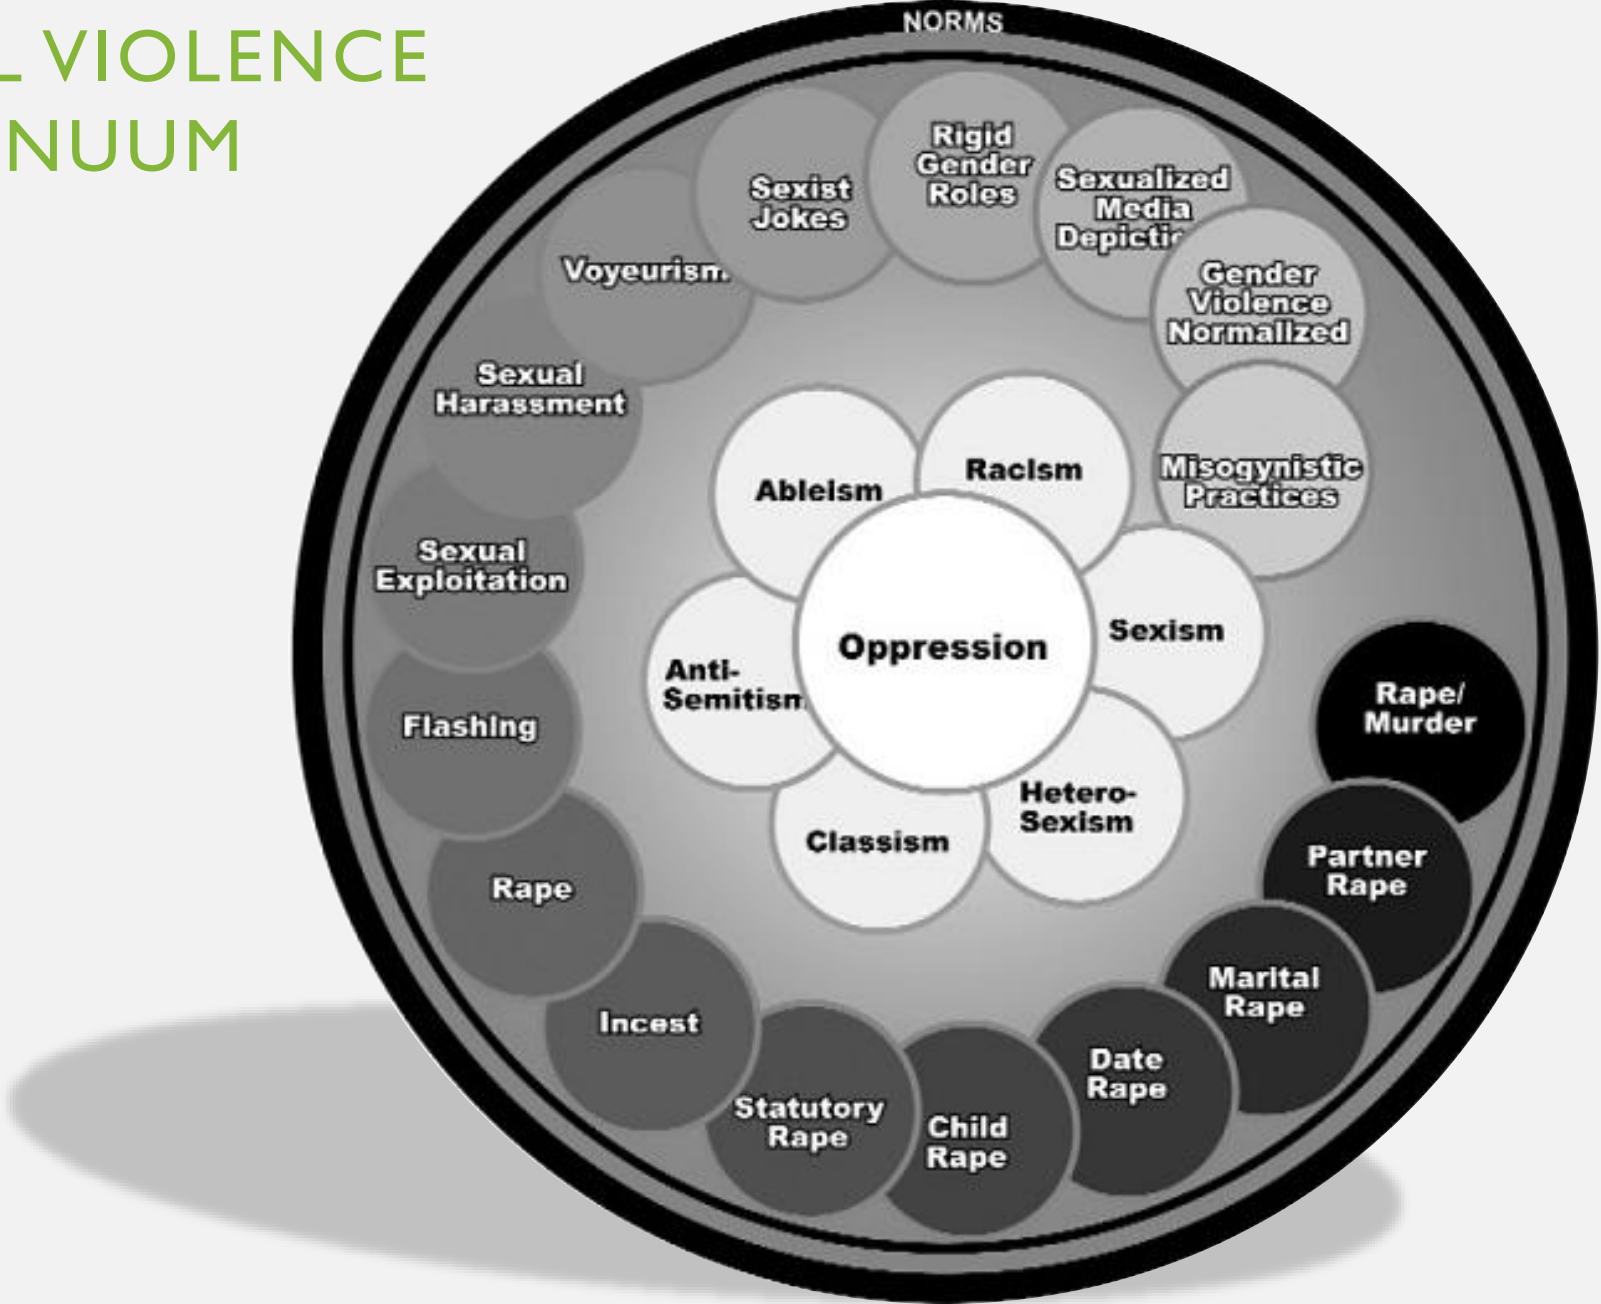 L VIOLENCE
NUUM
NORMS
Rigid
Gender
Roles
Sexualized
Media
Gender
Violence
Normalized
Misogynistic
Practices
Sexist
Jokes
Voyeurism
Sexual
Harassment
Sexual
Exploitation
Flashing
Rape
Incest
Statutory
Rape
Child
Rape
Date
Rape
Marital
Rape
Partner
Rape
Rape/
Murder
Ableism
Racism
Sexism
Hetero-
Sexism
Classism
Anti-
Semitism
Oppression